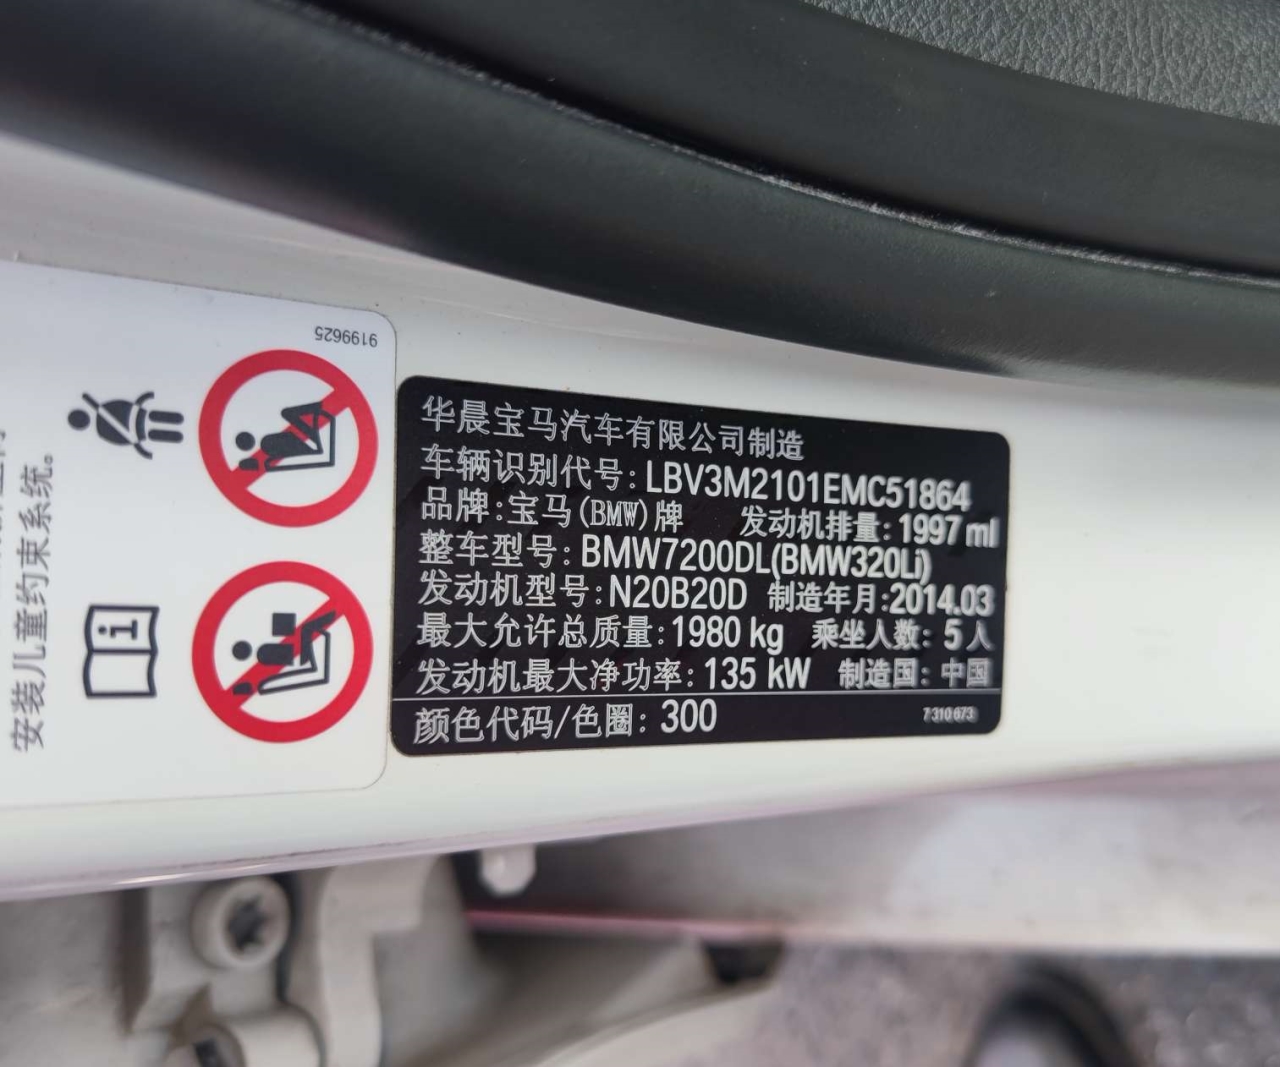 9199625
安装儿童约束系统。
华晨宝马汽车有限公司制造
车辆识别代号：LBV3M2101EMC51864
品牌：宝马(BMW)牌 发动机排量：1997 ml
整车型号：BMW7200DL(BMW320Li)
发动机型号：N20B20D 制造年月：2014.03
最大允许总质量：1980 kg 乘坐人数：5人
发动机最大净功率：135 kW 制造国：中国
颜色代码/色圈：300 7310673